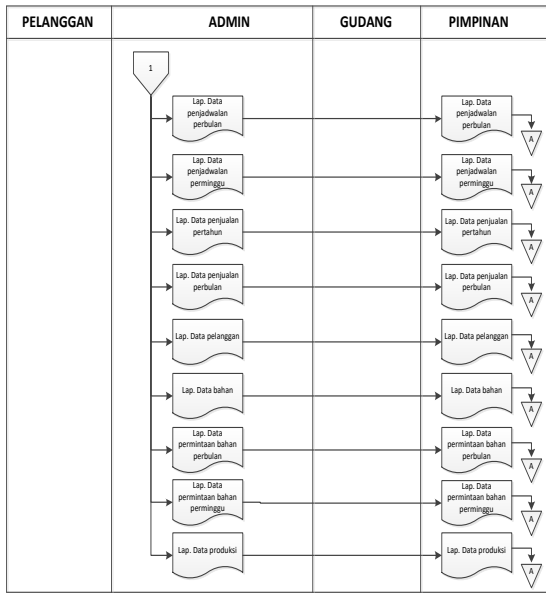 PELANGGAN ADMIN GUDANG PIMPINAN
1
Lap. Data
penjadwalan
perbulan
Lap. Data
penjadwalan
perbulan
A
Lap. Data
penjadwalan
perminggu
Lap. Data
penjadwalan
perminggu
A
Lap. Data penjualan
pertahun
Lap. Data penjualan
pertahun
A
Lap. Data penjualan
perbulan
Lap. Data penjualan
perbulan
A
Lap. Data pelanggan
Lap. Data pelanggan
A
Lap. Data bahan
Lap. Data bahan
A
Lap. Data
permintaan bahan
perbulan
Lap. Data
permintaan bahan
perbulan
A
Lap. Data
permintaan bahan
perminggu
Lap. Data
permintaan bahan
perminggu
A
Lap. Data produksi
Lap. Data produksi
A